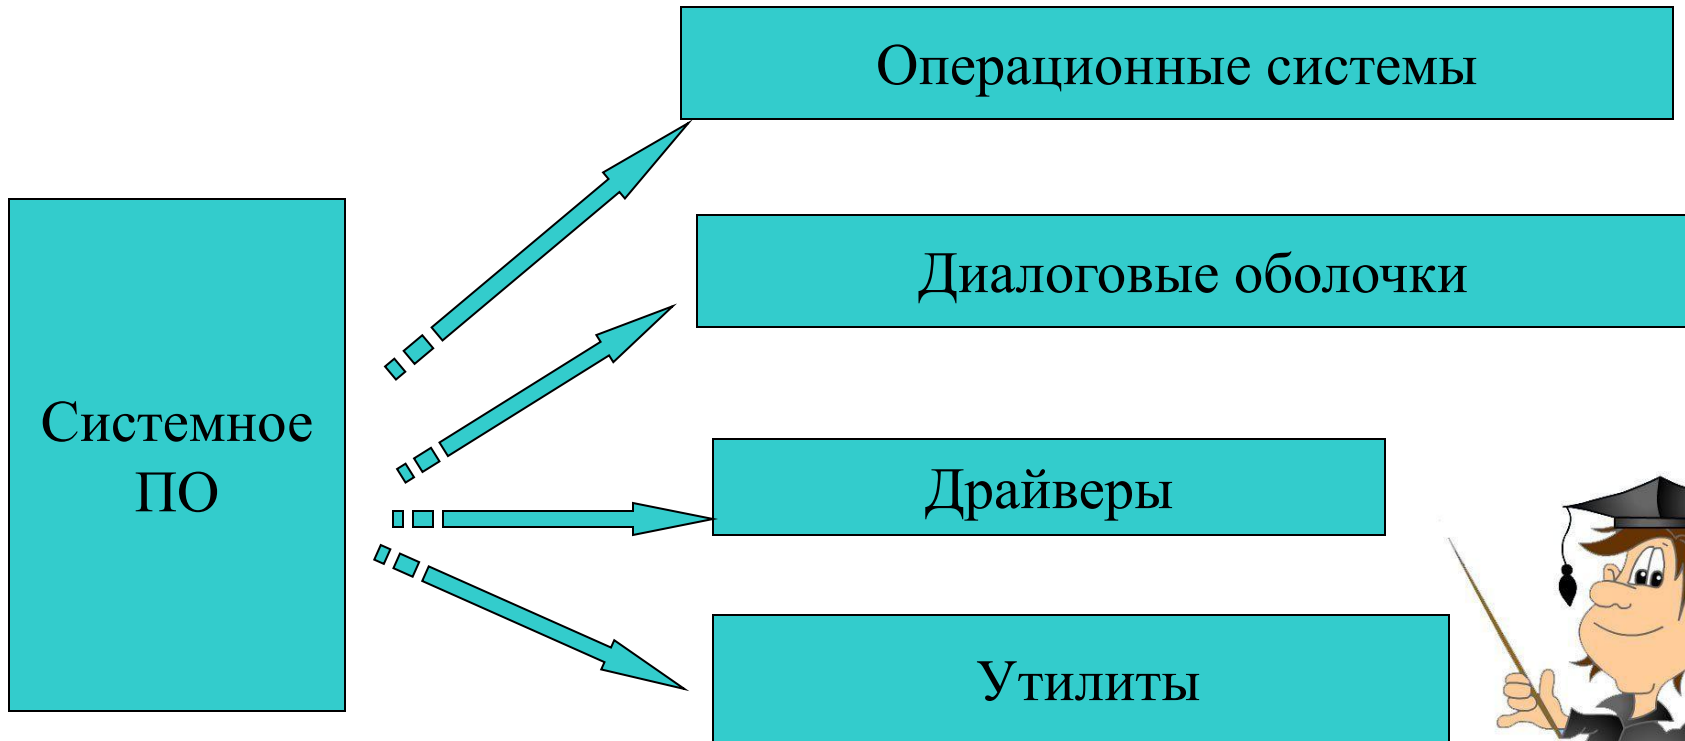 Операционные системы
Диалоговые оболочки
Системное
ПО
Драйверы
Утилиты